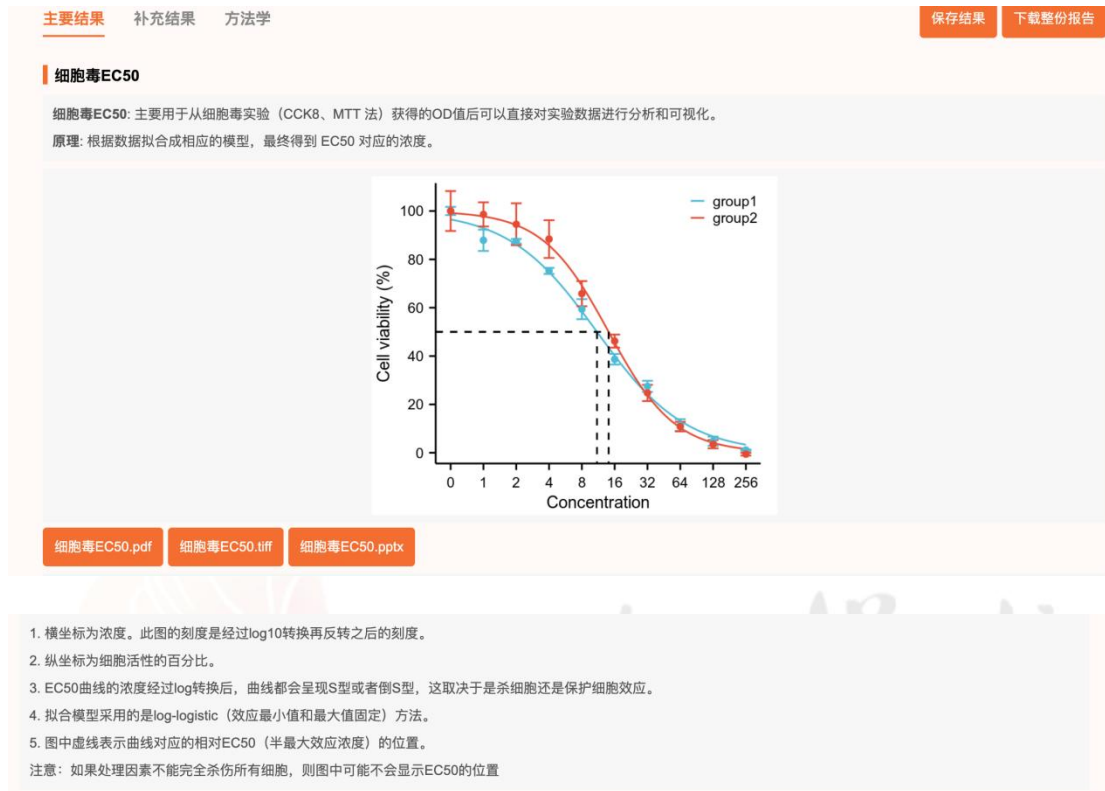 主要结果 补充结果 方法学 保存结果 下载整份报告
细胞毒EC50
细胞毒EC50: 主要用于从细胞毒实验（CCK8、MTT 法）获得的OD值后可以直接对实验数据进行分析和可视化。
原理: 根据数据拟合成相应的模型，最终得到 EC50 对应的浓度。
group1
group2
100
80
60
40
20
0
Cell viability (%)
0 1 2 4 8 16 32 64 128 256
Concentration
细胞毒EC50.pdf 细胞毒EC50.tiff 细胞毒EC50.pptx
1. 横坐标为浓度。此图的刻度是经过log10转换再反转之后的刻度。
2. 纵坐标为细胞活性的百分比。
3. EC50曲线的浓度经过log转换后，曲线都会呈现S型或者倒S型，这取决于是杀细胞还是保护细胞效应。
4. 拟合模型采用的是log-logistic（效应最小值和最大值固定）方法。
5. 图中虚线表示曲线对应的相对EC50（半最大效应浓度）的位置。
注意：如果处理因素不能完全杀伤所有细胞，则图中可能不会显示EC50的位置